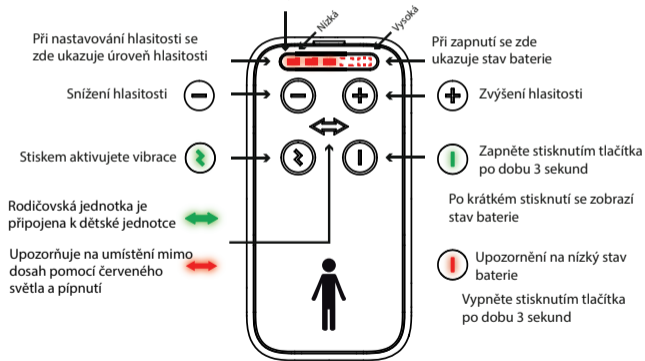 Nízká
Vysoká
Při nastavování hlasitosti se
zde ukazuje úroveň hlasitosti
Při zapnutí se zde
ukazuje stav baterie
Snížení hlasitosti
Zvýšení hlasitosti
Stiskem aktivujete vibrace
Zapněte stisknutím tlačítka
po dobu 3 sekund
Po krátkém stisknutí se zobrazí
stav baterie
Rodičovská jednotka je
připojena k dětské jednotce
Upozorňuje na umístění mimo
dosah pomocí červeného
světla a pípnutí
Upozornění na nízký stav
baterie
Vypněte stisknutím tlačítka
po dobu 3 sekund